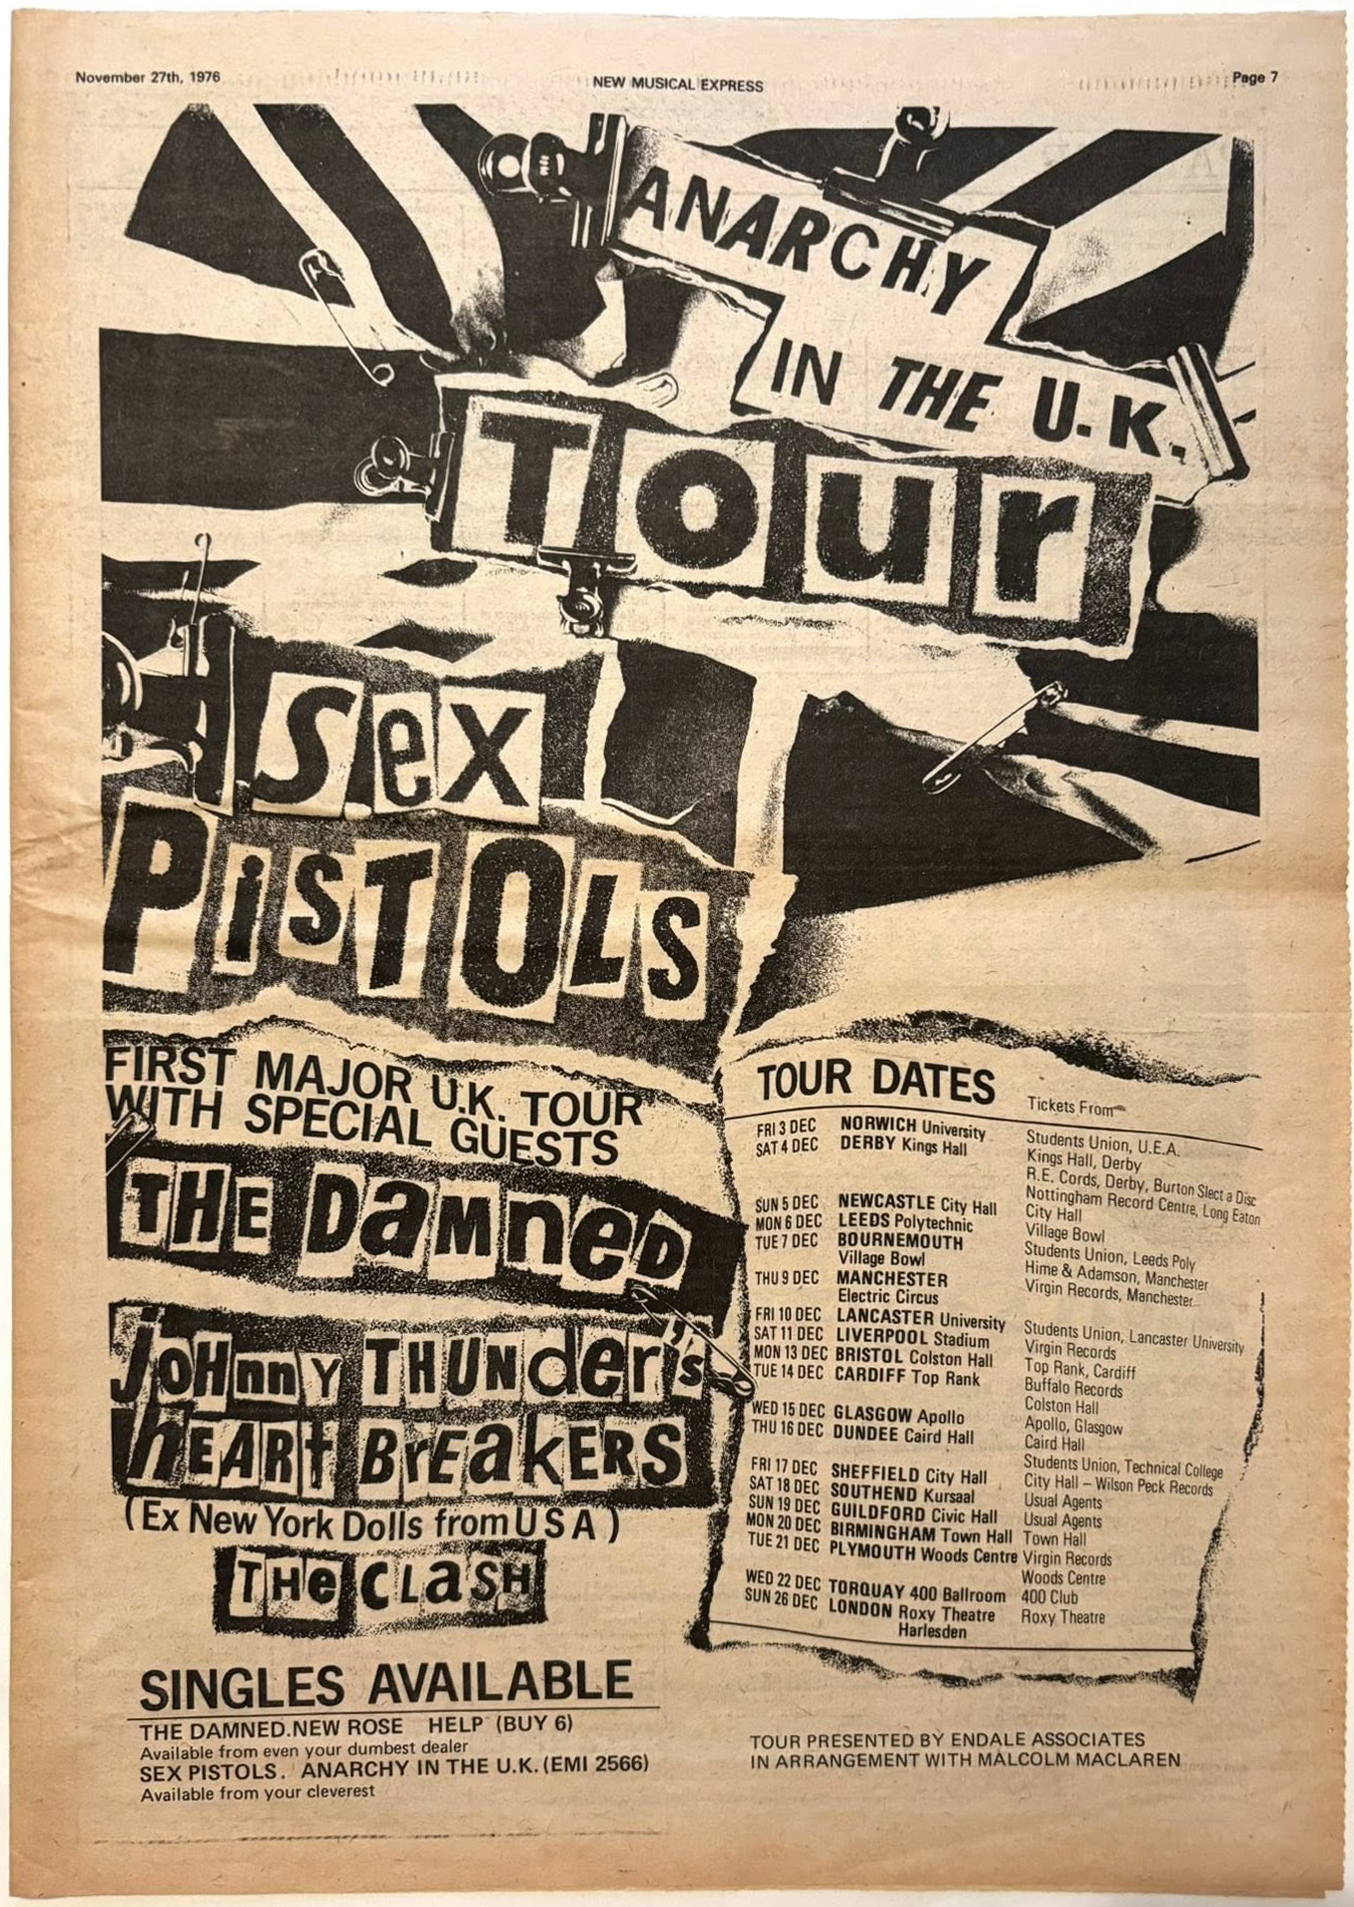 November 27th, 1976
NEW MUSICAL EXPRESS
Page 7
ANARCHY
IN THE U.K.
Tour
SeX
PiSTOLS
FIRST MAJOR U.K. TOUR
WITH SPECIAL GUESTS
THE DaMneD
joHnnY THUNder's
hEARt BrEakERS
(Ex New York Dolls from U S A)
THe CLaSH
SINGLES AVAILABLE
THE DAMNED. NEW ROSE HELP (BUY 6)
Available from even your dumbest dealer
SEX PISTOLS. ANARCHY IN THE U.K. (EMI 2566)
Available from your cleverest
TOUR DATES
Tickets From
FRI 3 DEC NORWICH University
SAT 4 DEC DERBY Kings Hall
SUN 5 DEC NEWCASTLE City Hall
MON 6 DEC LEEDS Polytechnic
TUE 7 DEC BOURNEMOUTH
Village Bowl
THU 9 DEC MANCHESTER
Electric Circus
FRI 10 DEC LANCASTER University
SAT 11 DEC LIVERPOOL Stadium
MON 13 DEC BRISTOL Colston Hall
TUE 14 DEC CARDIFF Top Rank
WED 15 DEC GLASGOW Apollo
THU 16 DEC DUNDEE Caird Hall
FRI 17 DEC SHEFFIELD City Hall
SAT 18 DEC SOUTHEND Kursaal
SUN 19 DEC GUILDFORD Civic Hall
MON 20 DEC BIRMINGHAM Town Hall
TUE 21 DEC PLYMOUTH Woods Centre
WED 22 DEC TORQUAY 400 Ballroom
SUN 26 DEC LONDON Roxy Theatre
Harlesden
Students Union, U.E.A.
Kings Hall, Derby
R.E. Cords, Derby, Burton Slect a Disc
Nottingham Record Centre, Long Eaton
City Hall
Village Bowl
Students Union, Leeds Poly
Hime & Adamson, Manchester
Virgin Records, Manchester
Students Union, Lancaster University
Virgin Records
Top Rank, Cardiff
Buffalo Records
Colston Hall
Apollo, Glasgow
Caird Hall
Students Union, Technical College
City Hall – Wilson Peck Records
Usual Agents
Usual Agents
Town Hall
Virgin Records
Woods Centre
400 Club
Roxy Theatre
TOUR PRESENTED BY ENDALE ASSOCIATES
IN ARRANGEMENT WITH MALCOLM MACLAREN